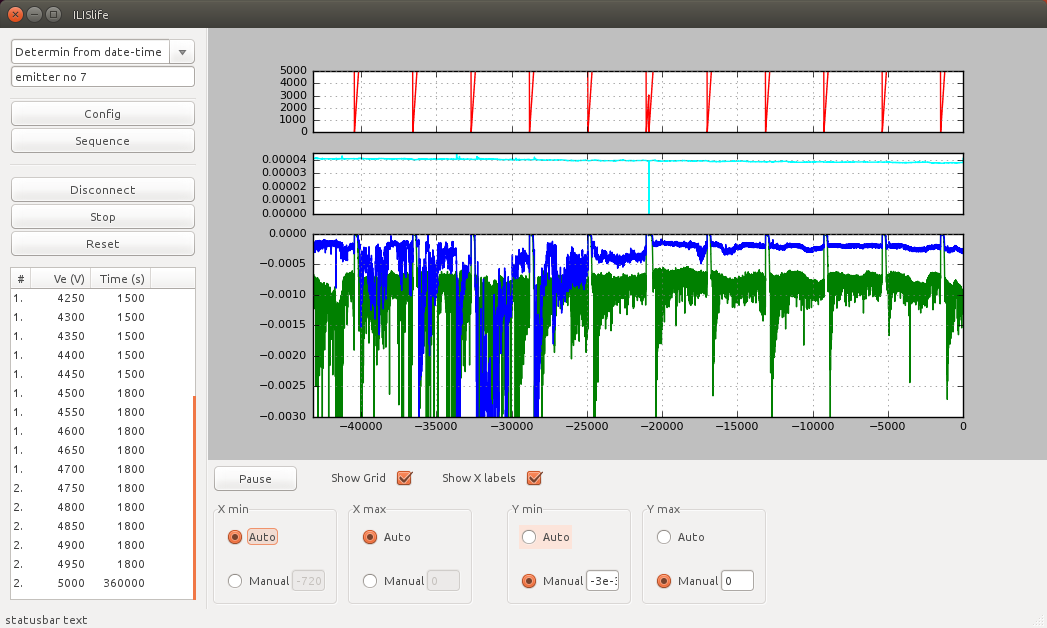 ILISlife
Determin from date-time
emitter no 7
Config
Sequence
Disconnect
Stop
Reset
# Ve (V) Time (s)
1. 4250 1500
1. 4300 1500
1. 4350 1500
1. 4400 1500
1. 4450 1500
1. 4500 1800
1. 4550 1800
1. 4600 1800
1. 4650 1800
1. 4700 1800
2. 4750 1800
2. 4800 1800
2. 4850 1800
2. 4900 1800
2. 4950 1800
2. 5000 360000
5000
4000
3000
2000
1000
0
0.00004
0.00003
0.00002
0.00001
0.00000
0.0000
−0.0005
−0.0010
−0.0015
−0.0020
−0.0025
−0.0030
−40000 −35000 −30000 −25000 −20000 −15000 −10000 −5000 0
Pause Show Grid Show X labels
X min X max Y min Y max
Auto Auto Auto Auto
Manual -720 Manual 0 Manual -3e-3 Manual 0
statusbar text